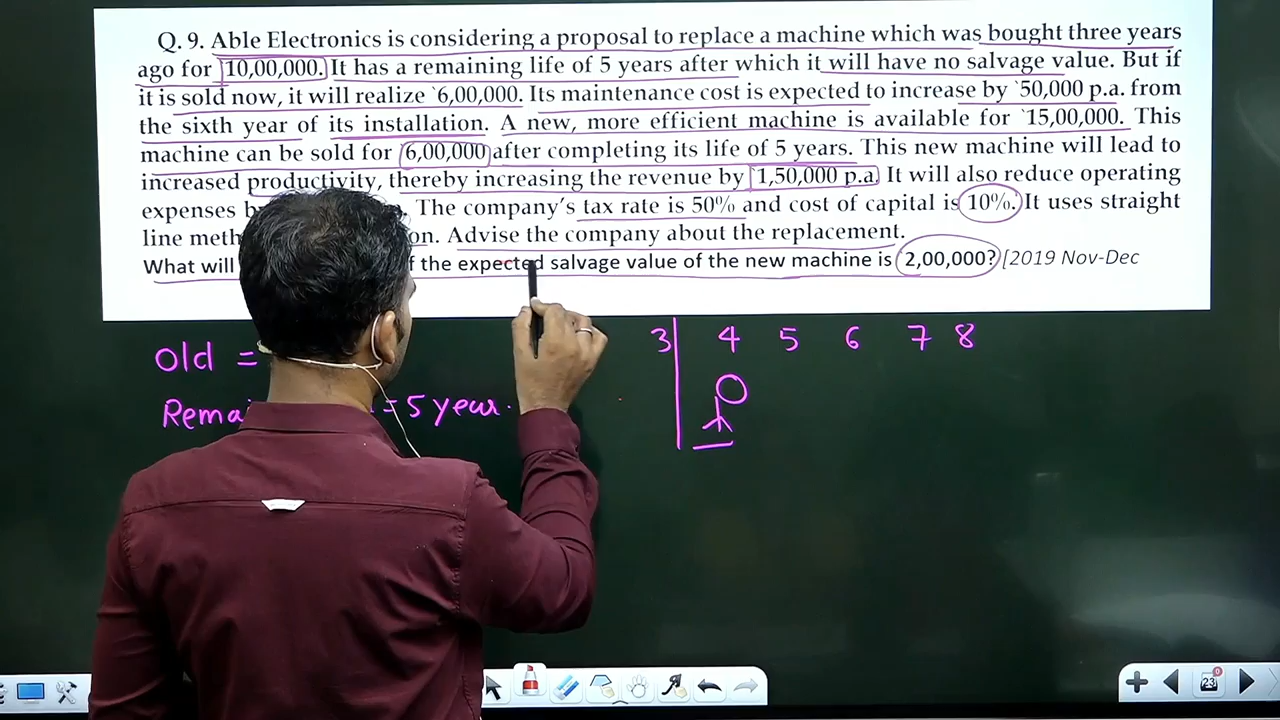 Q. 9. Able Electronics is considering a proposal to replace a machine which was bought three years
ago for `10,00,000. It has a remaining life of 5 years after which it will have no salvage value. But if
it is sold now, it will realize `6,00,000. Its maintenance cost is expected to increase by `50,000 p.a. from
the sixth year of its installation. A new, more efficient machine is available for `15,00,000. This
machine can be sold for `6,00,000 after completing its life of 5 years. This new machine will lead to
increased productivity, thereby increasing the revenue by `1,50,000 p.a. It will also reduce operating
expenses The company's tax rate is 50% and cost of capital is 10%. It uses straight
line Advise the company about the replacement.
What will the expected salvage value of the new machine is 2,00,000? [2019 Nov-Dec
Old =
3 4 5 6 7 8
= 5 year.
23